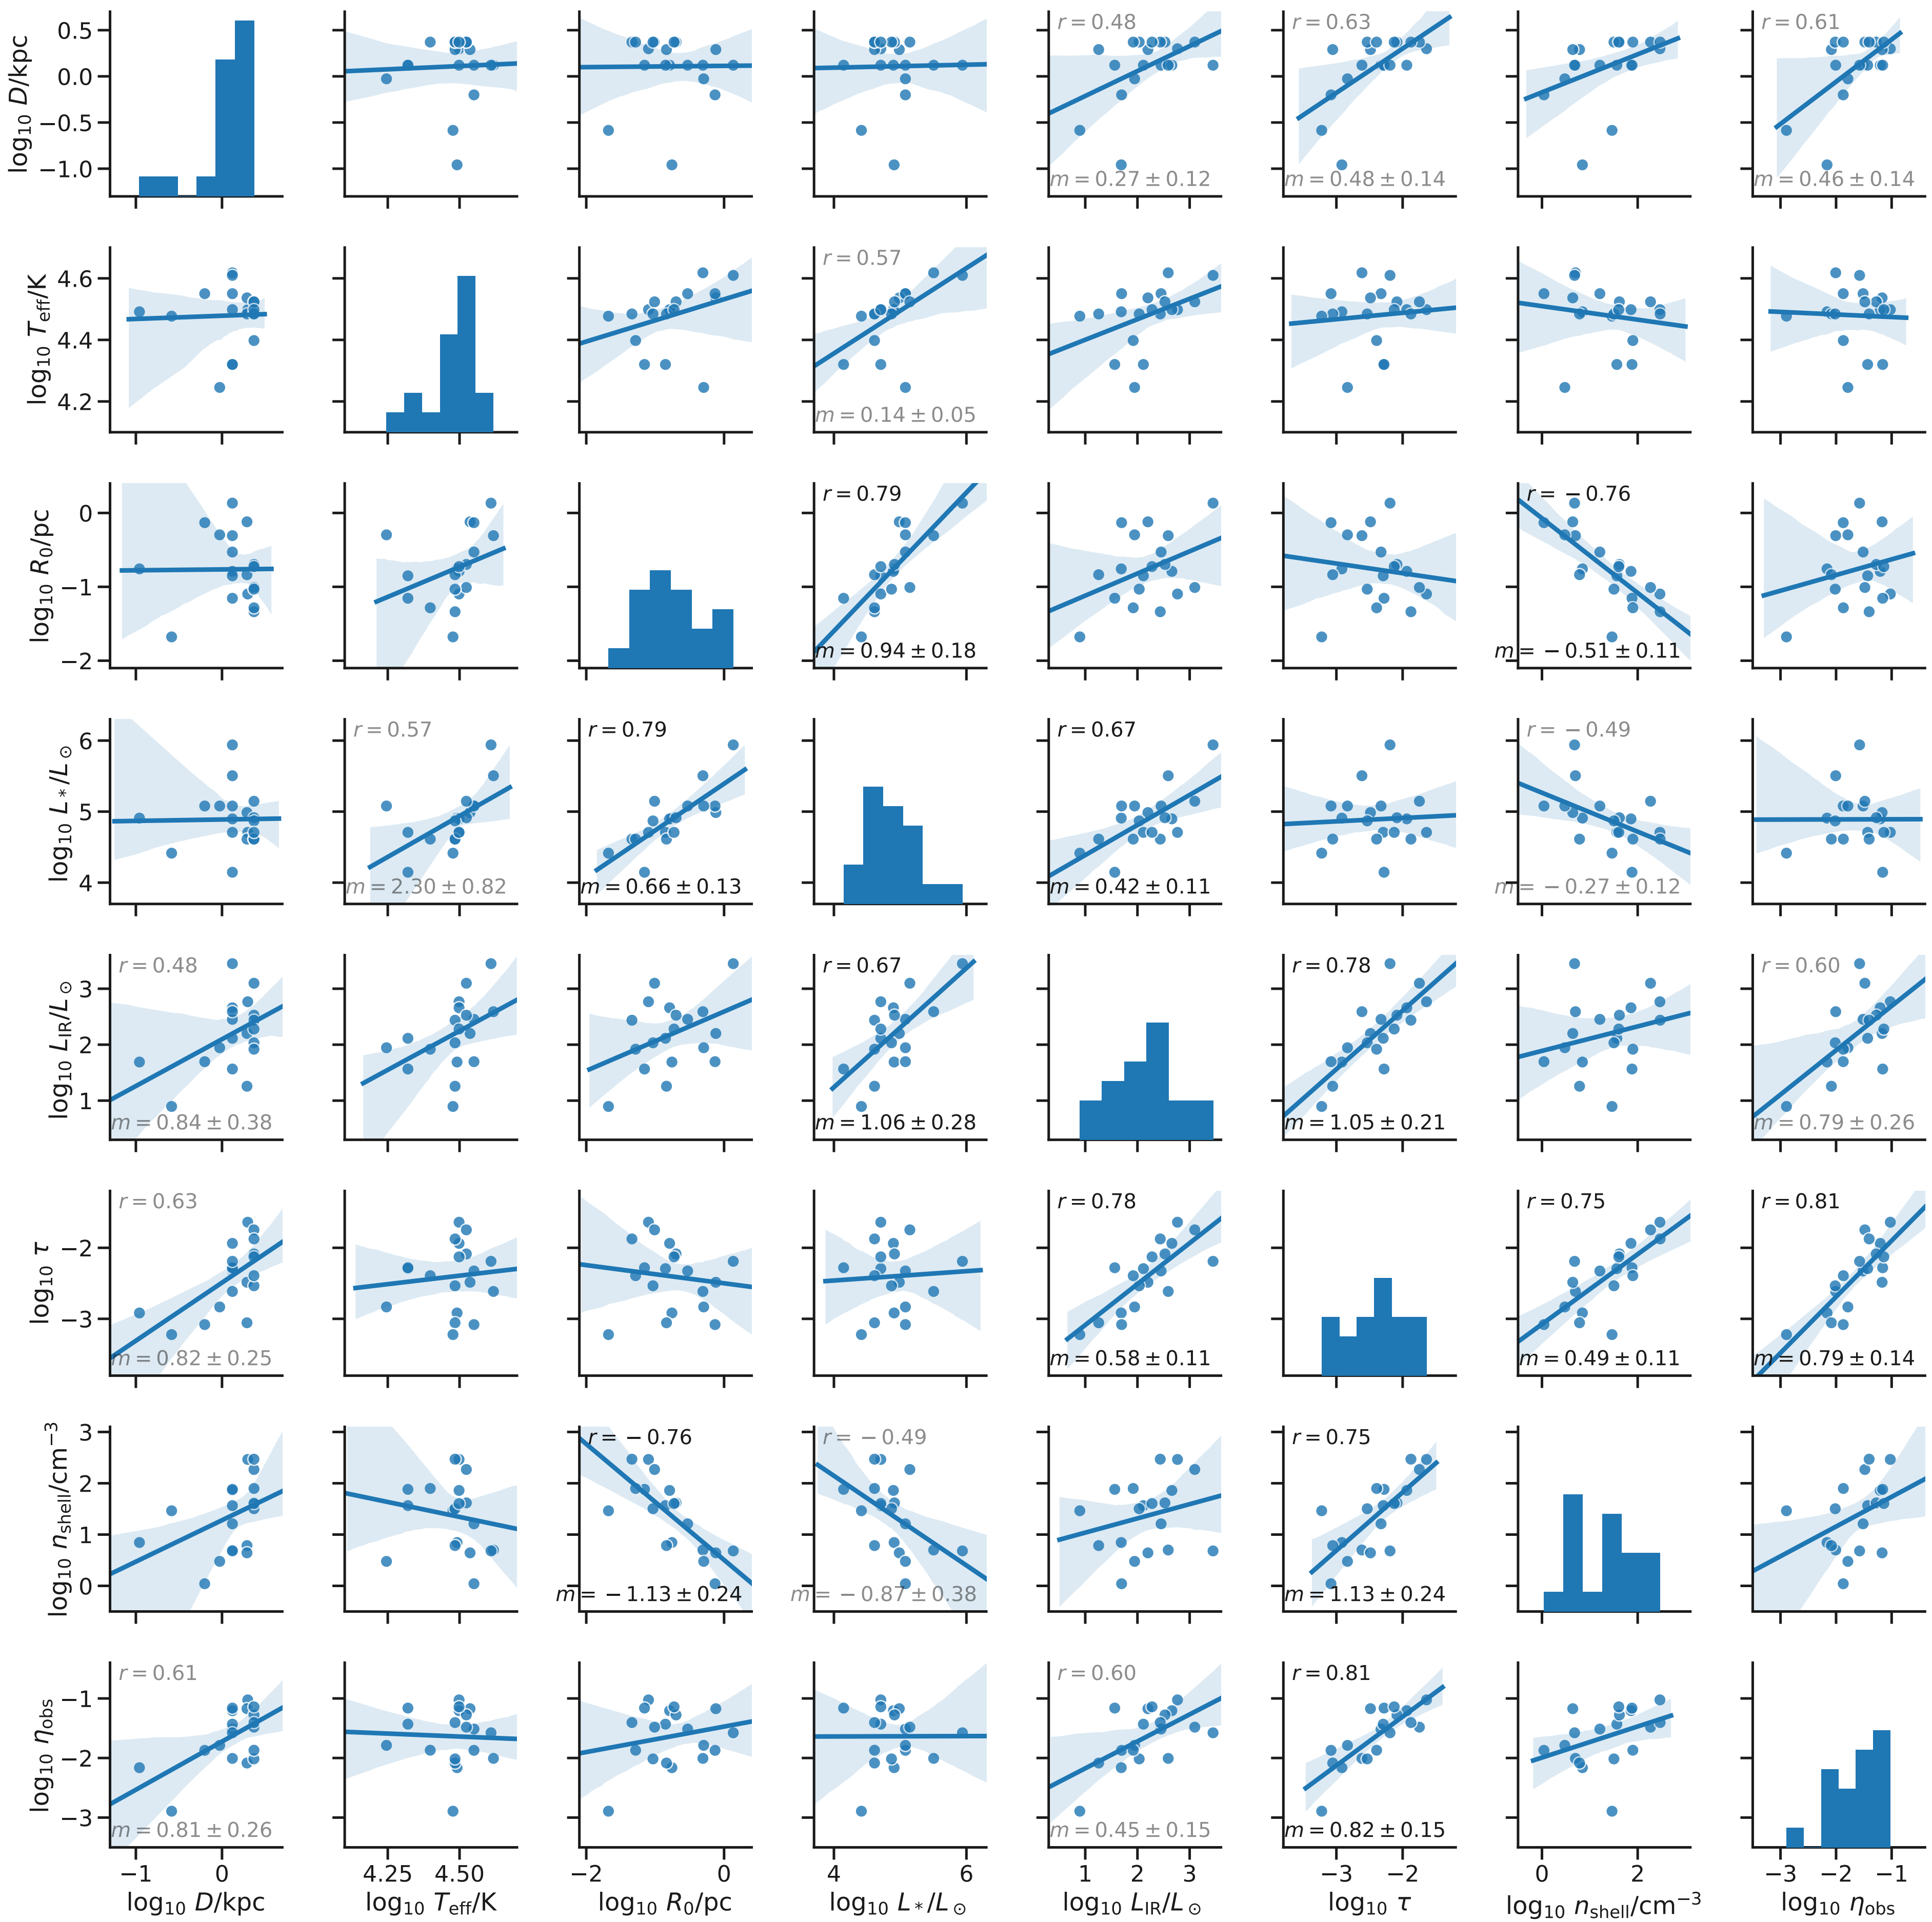 r = 0.48
r = 0.63
r = 0.61
0.5
0.0
−0.5
−1.0
log10 D/kpc
m = 0.27 ± 0.12
m = 0.48 ± 0.14
m = 0.46 ± 0.14
r = 0.57
4.6
4.4
4.2
log10 Teff/K
m = 0.14 ± 0.05
r = 0.79
r = −0.76
0
−1
−2
log10 R0/pc
m = 0.94 ± 0.18
m = −0.51 ± 0.11
r = 0.57
r = 0.79
r = 0.67
r = −0.49
6
5
4
log10 L*/L⊙
m = 2.30 ± 0.82
m = 0.66 ± 0.13
m = 0.42 ± 0.11
m = −0.27 ± 0.12
r = 0.48
r = 0.67
r = 0.78
r = 0.60
3
2
1
log10 LIR/L⊙
m = 0.84 ± 0.38
m = 1.06 ± 0.28
m = 1.05 ± 0.21
m = 0.79 ± 0.26
r = 0.63
r = 0.78
r = 0.75
r = 0.81
−2
−3
log10 τ
m = 0.82 ± 0.25
m = 0.58 ± 0.11
m = 0.49 ± 0.11
m = 0.79 ± 0.14
r = −0.76
r = −0.49
r = 0.75
3
2
1
0
log10 nshell/cm−3
m = −1.13 ± 0.24
m = −0.87 ± 0.38
m = 1.13 ± 0.24
r = 0.61
r = 0.60
r = 0.81
−1
−2
−3
log10 ηobs
m = 0.81 ± 0.26
m = 0.45 ± 0.15
m = 0.82 ± 0.15
−1 0
4.25 4.50
−2 0
4 6
1 2 3
−3 −2
0 2
−3 −2 −1
log10 D/kpc
log10 Teff/K
log10 R0/pc
log10 L*/L⊙
log10 LIR/L⊙
log10 τ
log10 nshell/cm−3
log10 ηobs